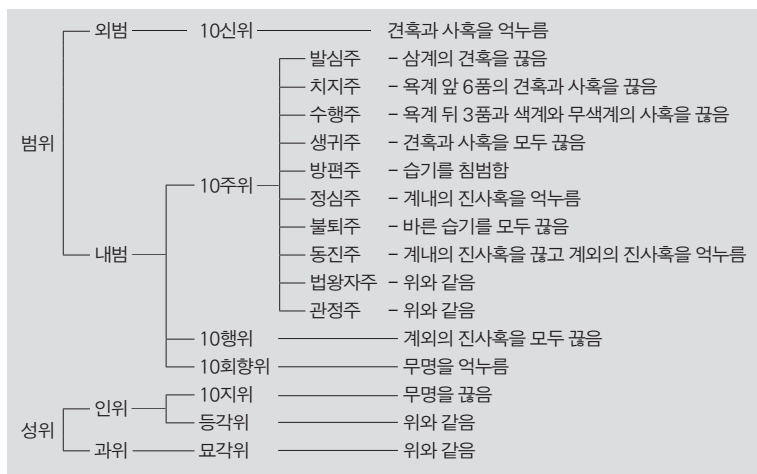 외범 10신위 견혹과 사혹을 억누름
발심주 – 삼계의 견혹을 끊음
치지주 – 욕계 앞 6품의 견혹과 사혹을 끊음
수행주 – 욕계 뒤 3품과 색계와 무색계의 사혹을 끊음
범위 생귀주 – 견혹과 사혹을 모두 끊음
방편주 – 습기를 침범함
10주위 정심주 – 계내의 진사혹을 억누름
불퇴주 – 바른 습기를 모두 끊음
내범 동진주 – 계내의 진사혹을 끊고 계외의 진사혹을 억누름
법왕자주 – 위와 같음
관정주 – 위와 같음
10행위 계외의 진사혹을 모두 끊음
10회향위 무명을 억누름
인위 10지위 무명을 끊음
성위 등각위 위와 같음
과위 묘각위 위와 같음